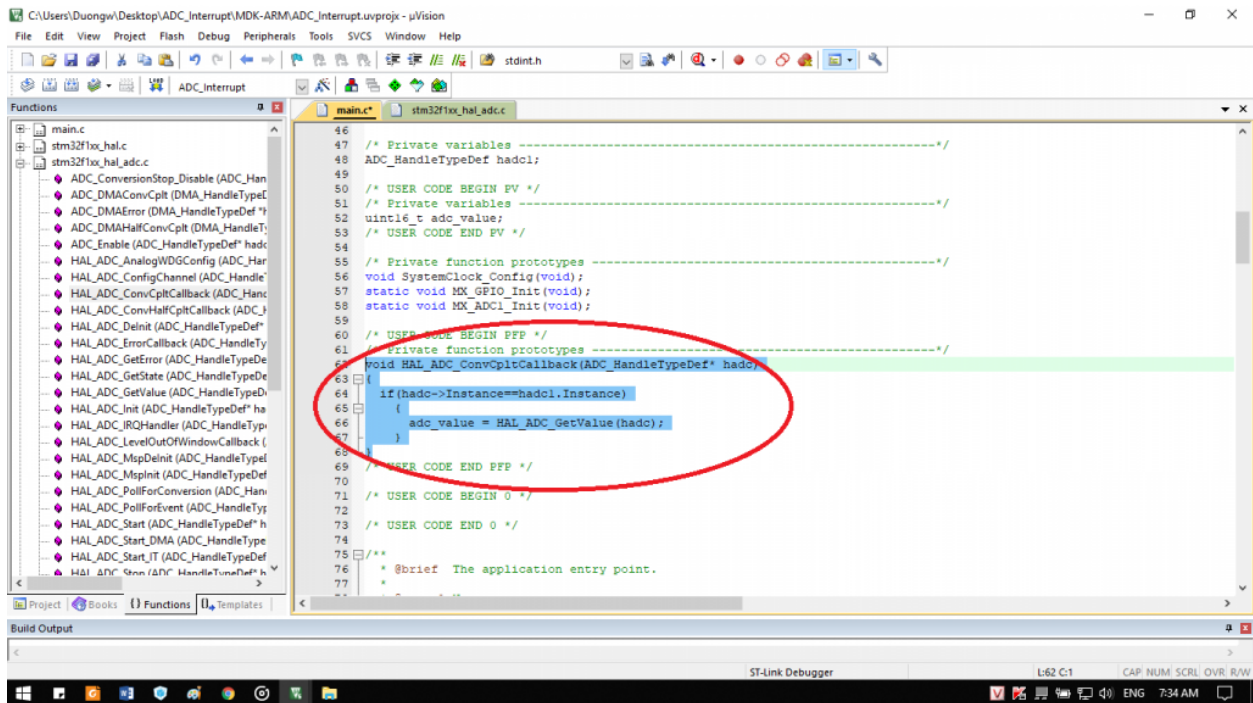 C:\Users\Duongw\Desktop\ADC_Interrupt\MDK-ARM\ADC_Interrupt.uvprojx - µVision
File Edit View Project Flash Debug Peripherals Tools SVCS Window Help
stdint.h
ADC_Interrupt
Functions
main.c
stm32f1xx_hal.c
stm32f1xx_hal_adc.c
ADC_ConversionStop_Disable (ADC_Han
ADC_DMAConvCplt (DMA_HandleTypeD
ADC_DMAError (DMA_HandleTypeDef *h
ADC_DMAHalfConvCplt (DMA_HandleTy
ADC_Enable (ADC_HandleTypeDef* hadc
HAL_ADC_AnalogWDGConfig (ADC_Han
HAL_ADC_ConfigChannel (ADC_Handle
HAL_ADC_ConvCpltCallback (ADC_Hand
HAL_ADC_ConvHalfCpltCallback (ADC_H
HAL_ADC_DeInit (ADC_HandleTypeDef*
HAL_ADC_ErrorCallback (ADC_HandleTy
HAL_ADC_GetError (ADC_HandleTypeDe
HAL_ADC_GetState (ADC_HandleTypeDe
HAL_ADC_GetValue (ADC_HandleTypeD
HAL_ADC_Init (ADC_HandleTypeDef* ha
HAL_ADC_IRQHandler (ADC_HandleType
HAL_ADC_LevelOutOfWindowCallback (
HAL_ADC_MspDeInit (ADC_HandleTypeD
HAL_ADC_MspInit (ADC_HandleTypeDef
HAL_ADC_PollForConversion (ADC_Han
HAL_ADC_PollForEvent (ADC_HandleTyp
HAL_ADC_Start (ADC_HandleTypeDef* h
HAL_ADC_Start_DMA (ADC_HandleType
HAL_ADC_Start_IT (ADC_HandleTypeDef
HAL_ADC_Stop (ADC_HandleTypeDef* h
Project Books {} Functions Templates
main.c* stm32f1xx_hal_adc.c
46
47 /* Private variables ---------------------------------------------------------*/
48 ADC_HandleTypeDef hadc1;
49
50 /* USER CODE BEGIN PV */
51 /* Private variables ---------------------------------------------------------*/
52 uint16_t adc_value;
53 /* USER CODE END PV */
54
55 /* Private function prototypes -----------------------------------------------*/
56 void SystemClock_Config(void);
57 static void MX_GPIO_Init(void);
58 static void MX_ADC1_Init(void);
59
60 /* USER CODE BEGIN PFP */
61 /* Private function prototypes -----------------------------------------------*/
62 void HAL_ADC_ConvCpltCallback(ADC_HandleTypeDef* hadc)
63 {
64 if(hadc->Instance==hadc1.Instance)
65 {
66 adc_value = HAL_ADC_GetValue(hadc);
67 }
68 }
69 /* USER CODE END PFP */
70
71 /* USER CODE BEGIN 0 */
72
73 /* USER CODE END 0 */
74
75 /**
76 * @brief The application entry point.
77 *
Build Output
ST-Link Debugger L:62 C:1 CAP NUM SCRL OVR R/W
ENG 7:34 AM